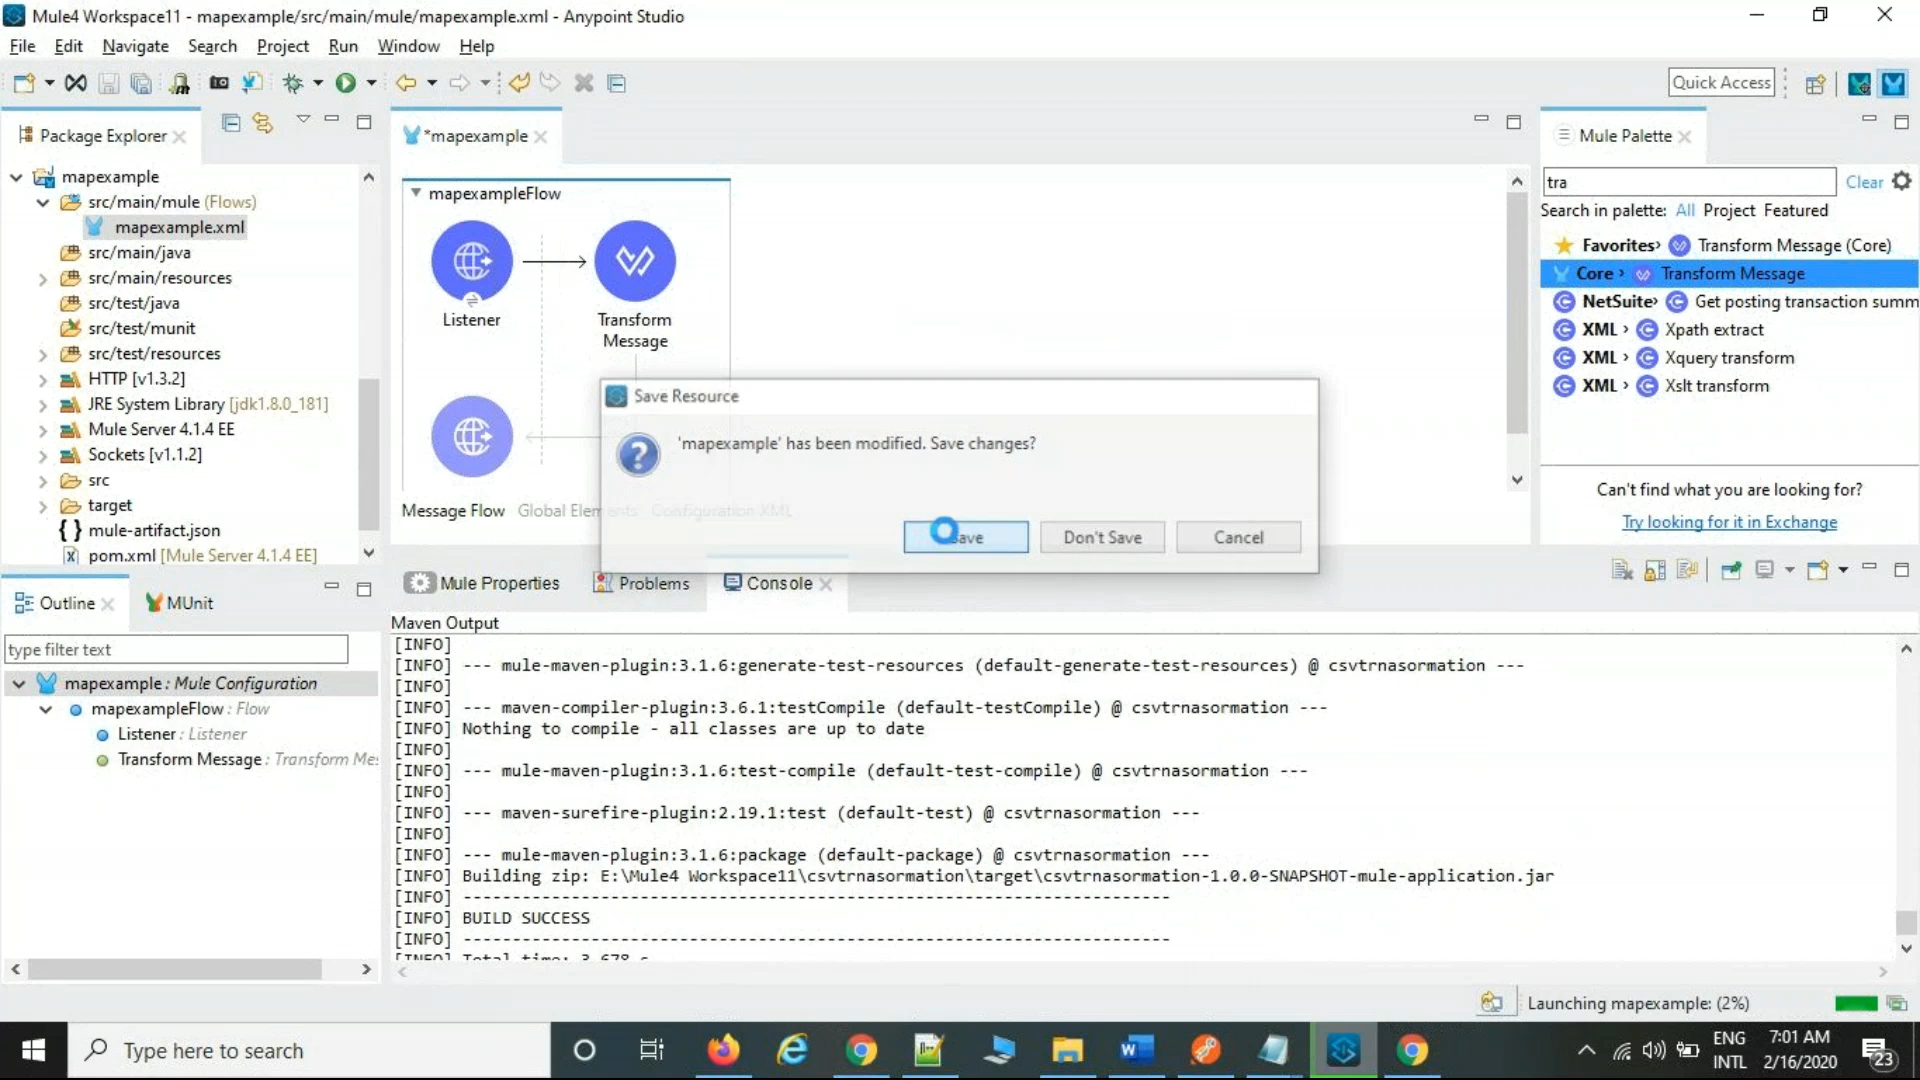 Mule4 Workspace11 - mapexample/src/main/mule/mapexample.xml - Anypoint Studio
File Edit Navigate Search Project Run Window Help
Quick Access
Package Explorer
*mapexample
Mule Palette
mapexample
src/main/mule (Flows)
mapexample.xml
src/main/java
src/main/resources
src/test/java
src/test/munit
src/test/resources
HTTP [v1.3.2]
JRE System Library [jdk1.8.0_181]
Mule Server 4.1.4 EE
Sockets [v1.1.2]
src
target
mule-artifact.json
pom.xml [Mule Server 4.1.4 EE]
mapexampleFlow
Listener
Transform
Message
Message Flow Global Elements Configuration XML
tra
Clear
Search in palette: All Project Featured
Favorites> Transform Message (Core)
Core > Transform Message
NetSuite> Get posting transaction summ
XML > Xpath extract
XML > Xquery transform
XML > Xslt transform
Can't find what you are looking for?
Try looking for it in Exchange
Save Resource
'mapexample' has been modified. Save changes?
Save Don't Save Cancel
Outline MUnit
type filter text
mapexample : Mule Configuration
mapexampleFlow : Flow
Listener : Listener
Transform Message : Transform Me
Mule Properties Problems Console
Maven Output
[INFO]
[INFO] --- mule-maven-plugin:3.1.6:generate-test-resources (default-generate-test-resources) @ csvtrnasormation ---
[INFO]
[INFO] --- maven-compiler-plugin:3.6.1:testCompile (default-testCompile) @ csvtrnasormation ---
[INFO] Nothing to compile - all classes are up to date
[INFO]
[INFO] --- mule-maven-plugin:3.1.6:test-compile (default-test-compile) @ csvtrnasormation ---
[INFO]
[INFO] --- maven-surefire-plugin:2.19.1:test (default-test) @ csvtrnasormation ---
[INFO]
[INFO] --- mule-maven-plugin:3.1.6:package (default-package) @ csvtrnasormation ---
[INFO] Building zip: E:\Mule4 Workspace11\csvtrnasormation\target\csvtrnasormation-1.0.0-SNAPSHOT-mule-application.jar
[INFO] ------------------------------------------------------------------------
[INFO] BUILD SUCCESS
[INFO] ------------------------------------------------------------------------
[INFO] Total time: 3.678 s
Launching mapexample: (2%)
Type here to search
ENG
INTL
7:01 AM
2/16/2020
23